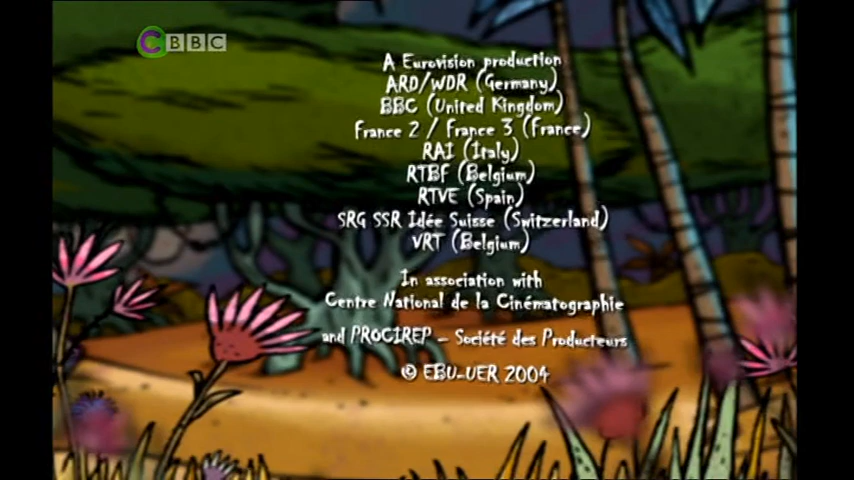 CBBC
A Eurovision production
ARD/WDR (Germany)
BBC (United Kingdom)
France 2 / France 3 (France)
RAI (Italy)
RTBF (Belgium)
RTVE (Spain)
SRG SSR Idée Suisse (Switzerland)
VRT (Belgium)
In association with
Centre National de la Cinématographie
and PROCIREP – Société des Producteurs
© EBU-UER 2004